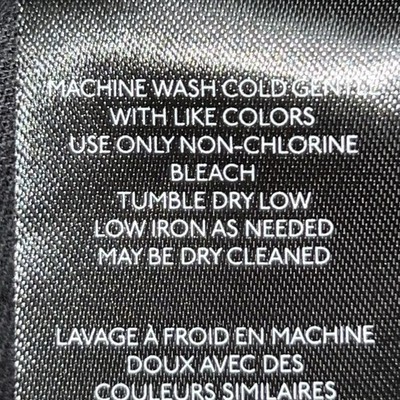 MACHINE WASH COLD GENTLE
WITH LIKE COLORS
USE ONLY NON-CHLORINE
BLEACH
TUMBLE DRY LOW
LOW IRON AS NEEDED
MAY BE DRY CLEANED
LAVAGE À FROID EN MACHINE
DOUX AVEC DES
COULEURS SIMILAIRES